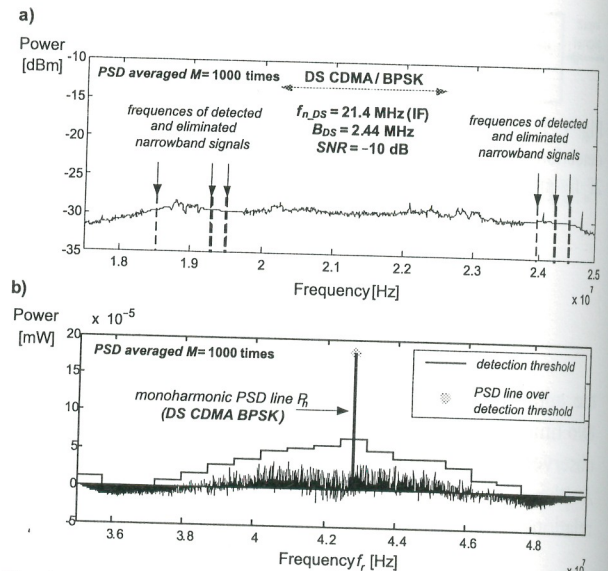 a)
Power
[dBm]
-10
-15
-20
-25
-30
-35
PSD averaged M= 1000 times
DS CDMA/BPSK
frequences of detected
and eliminated
narrowband signals
fn_DS = 21.4 MHz (IF)
BDS = 2.44 MHz
SNR = -10 dB
frequences of detected
and eliminated
narrowband signals
1.8
1.9
2
2.1
2.2
2.3
2.4
2.5
x 10^7
Frequency [Hz]
b)
Power
[mW]
x 10^-5
20
15
10
5
0
-5
PSD averaged M= 1000 times
monoharmonic PSD line Ph
(DS CDMA BPSK)
detection threshold
PSD line over
detection threshold
3.6
3.8
4
4.2
4.4
4.6
4.8
Frequency fr [Hz]